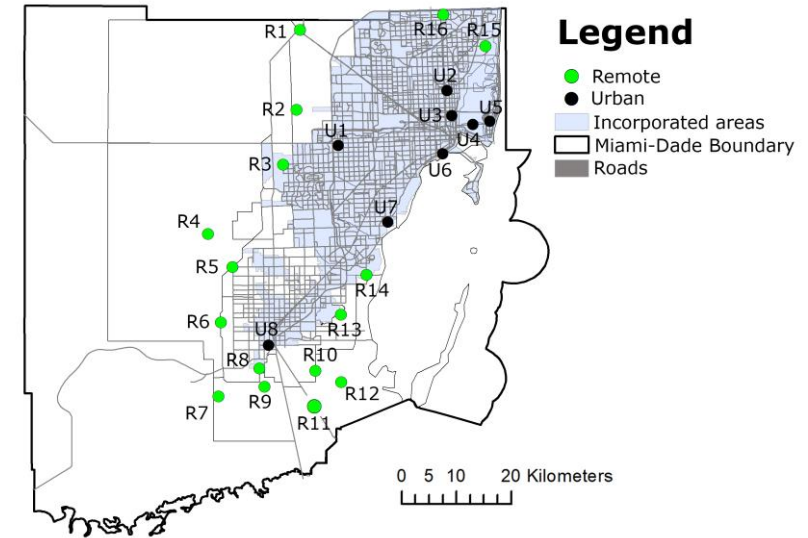 R1
R16
R15
Legend
Remote
Urban
Incorporated areas
Miami-Dade Boundary
Roads
U2
R2
U3
U5
U1
U4
U6
R3
U7
R4
R5
R14
R6
R13
U8
R8
R10
R9
R12
R7
R11
0 5 10 20 Kilometers